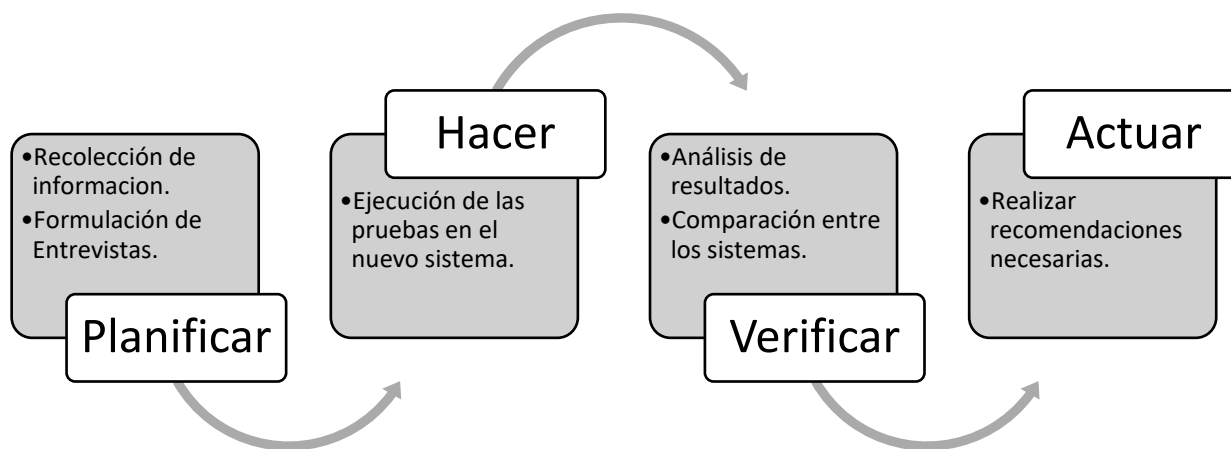 •Recolección de
informacion.
•Formulación de
Entrevistas.
Planificar
Hacer
•Ejecución de las
pruebas en el
nuevo sistema.
•Análisis de
resultados.
•Comparación entre
los sistemas.
Verificar
Actuar
•Realizar
recomendaciones
necesarias.